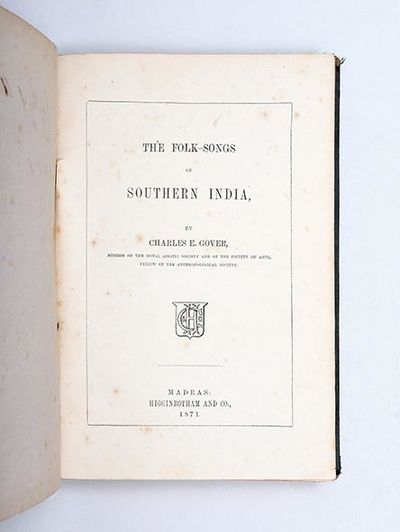 THE FOLK-SONGS
OF
SOUTHERN INDIA,
BY
CHARLES E. GOVER,
MEMBER OF THE ROYAL ASIATIC SOCIETY AND OF THE SOCIETY OF ARTS,
FELLOW OF THE ANTHROPOLOGICAL SOCIETY.
MADRAS:
HIGGINBOTHAM AND CO.,
1871.